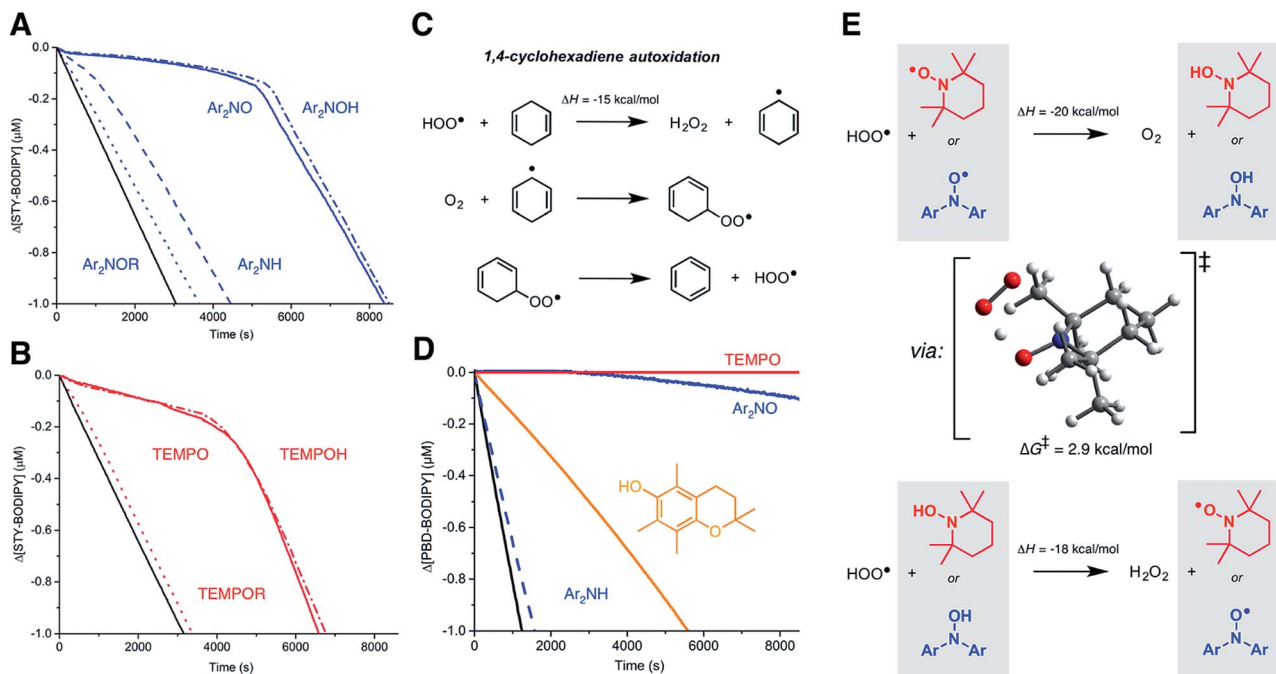 A
0.0
-0.2
-0.4
-0.6
-0.8
-1.0
Δ[STY-BODIPY] (µM)
Ar2NO
Ar2NOH
Ar2NOR
Ar2NH
0
2000
4000
6000
8000
Time (s)
B
0.0
-0.2
-0.4
-0.6
-0.8
-1.0
Δ[STY-BODIPY] (µM)
TEMPO
TEMPOH
TEMPOR
0
2000
4000
6000
8000
Time (s)
C
1,4-cyclohexadiene autoxidation
HOO• + ΔH = -15 kcal/mol H2O2 + •
O2 + • OO•
OO• + HOO•
D
0.0
-0.2
-0.4
-0.6
-0.8
-1.0
Δ[PBD-BODIPY] (µM)
TEMPO
Ar2NO
HO
O
Ar2NH
0
2000
4000
6000
8000
Time (s)
E
•O N HO N
HOO• + or ΔH = -20 kcal/mol O2 + or
O• OH
Ar N Ar Ar N Ar
via: ‡
ΔG‡ = 2.9 kcal/mol
HO N •O N
HOO• + or ΔH = -18 kcal/mol H2O2 + or
OH O•
Ar N Ar Ar N Ar